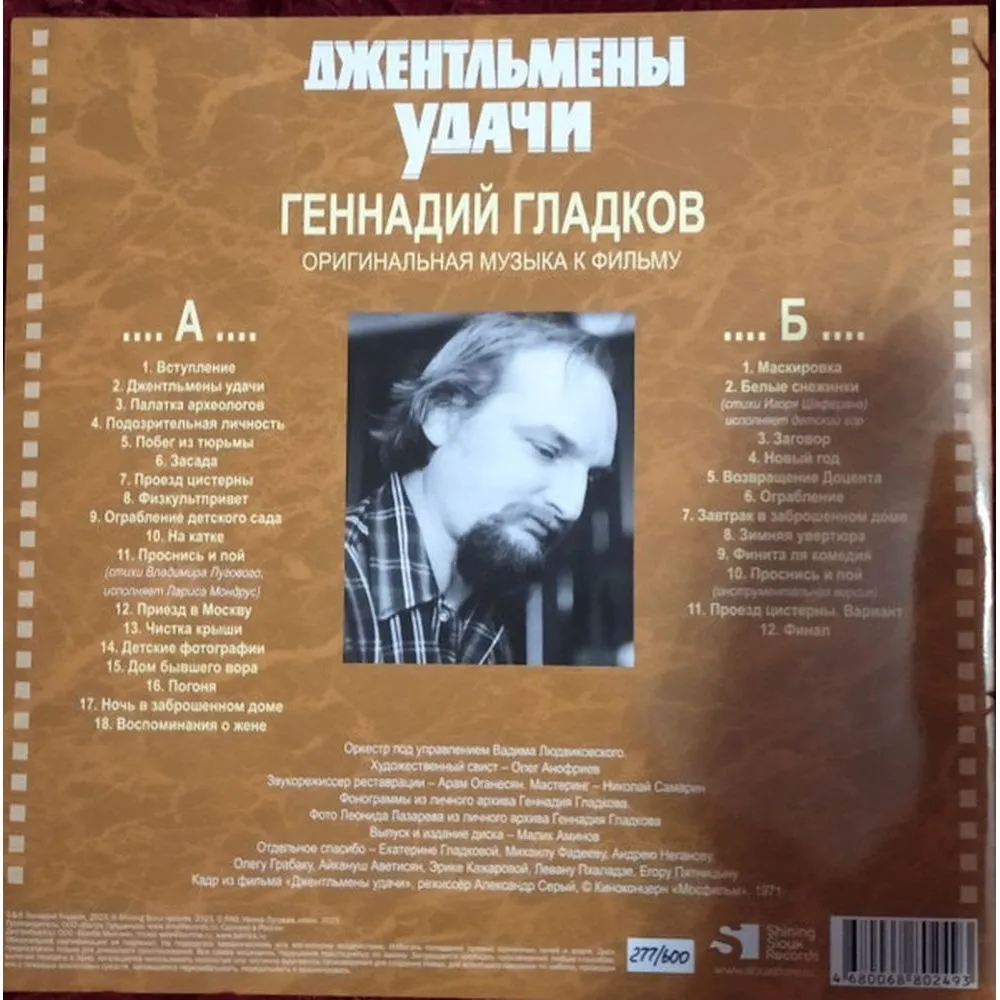 ДЖЕНТЛЬМЕНЫ
УДАЧИ
ГЕННАДИЙ ГЛАДКОВ
ОРИГИНАЛЬНАЯ МУЗЫКА К ФИЛЬМУ
.... А ....
1. Вступление
2. Джентльмены удачи
3. Палатка археологов
4. Подозрительная личность
5. Побег из тюрьмы
6. Засада
7. Проезд цистерны
8. Физкультпривет
9. Ограбление детского сада
10. На катке
11. Проснись и пой
(стихи Владимира Лугового,
исполняет Лариса Мондрус)
12. Приезд в Москву
13. Чистка крыши
14. Детские фотографии
15. Дом бывшего вора
16. Погоня
17. Ночь в заброшенном доме
18. Воспоминания о жене
.... Б ....
1. Маскировка
2. Белые снежинки
(стихи Игоря Шаферана)
исполняет детский хор
3. Заговор
4. Новый год
5. Возвращение Доцента
6. Ограбление
7. Завтрак в заброшенном доме
8. Зимняя увертюра
9. Финита ля комедия
10. Проснись и пой
(инструментальная версия)
11. Проезд цистерны. Вариант
12. Финал
Оркестр под управлением Вадима Людвиковского.
Художественный свист – Олег Анофриев
Звукорежиссер реставрации – Арам Оганесян. Мастеринг – Николай Самарин
Фонограммы из личного архива Геннадия Гладкова.
Фото Леонида Лазарева из личного архива Геннадия Гладкова
Выпуск и издание диска – Малик Аминов
Отдельное спасибо – Екатерине Гладковой, Михаилу Фадееву, Андрею Неганову,
Олегу Грабаку, Айкануш Аветисян, Эрике Кажаровой, Левану Пхаладзе, Егору Пятницыну
Кадр из фильма «Джентльмены удачи», режиссёр Александр Серый, © Киноконцерн «Мосфильм», 1971
277/600
Shining
Sioux
Records
4 680068 802493